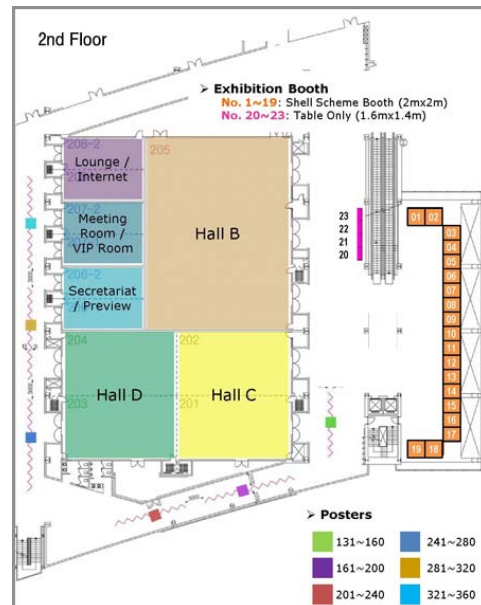 2nd Floor
➢ Exhibition Booth
No. 1~19: Shell Scheme Booth (2mx2m)
No. 20~23: Table Only (1.6mx1.4m)
208-2
Lounge /
Internet
205
207-2
Meeting
Room /
VIP Room
Hall B
206-2
Secretariat
/ Preview
204
202
Hall D
Hall C
203
201
23
22
21
20
01 02
03
04
05
06
07
08
09
10
11
12
13
14
15
16
17
19 18
➢ Posters
131~160
241~280
161~200
281~320
201~240
321~360